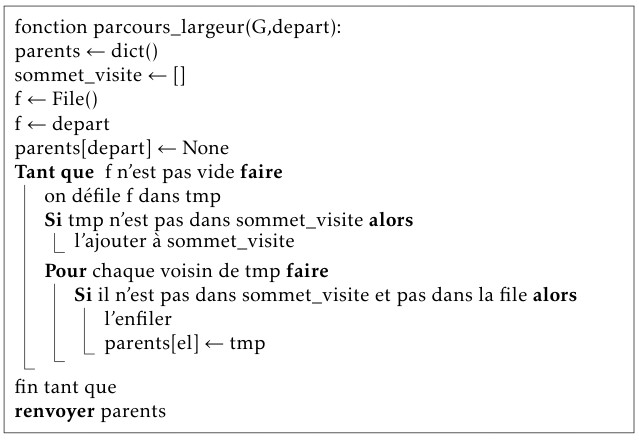 fonction parcours_largeur(G,depart):
parents ← dict()
sommet_visite ← []
f ← File()
f ← depart
parents[depart] ← None
Tant que f n'est pas vide faire
on défile f dans tmp
Si tmp n'est pas dans sommet_visite alors
l'ajouter à sommet_visite
Pour chaque voisin de tmp faire
Si il n'est pas dans sommet_visite et pas dans la file alors
l'enfiler
parents[el] ← tmp
fin tant que
renvoyer parents